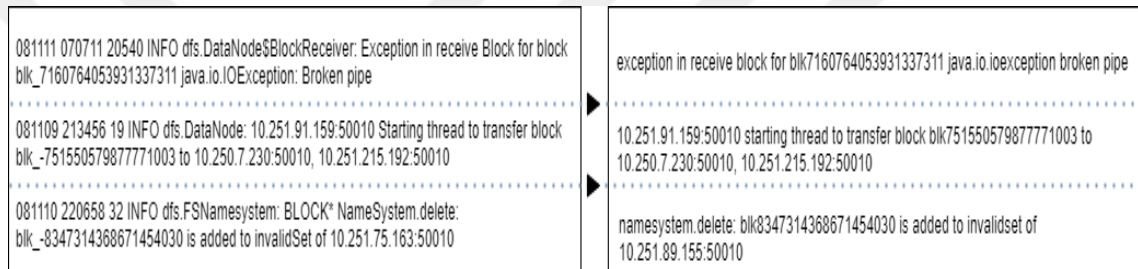 081111 070711 20540 INFO dfs.DataNode$BlockReceiver: Exception in receive Block for block
blk_7160764053931337311 java.io.IOException: Broken pipe
081109 213456 19 INFO dfs.DataNode: 10.251.91.159:50010 Starting thread to transfer block
blk_-751550579877771003 to 10.250.7.230:50010, 10.251.215.192:50010
081110 220658 32 INFO dfs.FSNamesystem: BLOCK* NameSystem.delete:
blk_-8347314368671454030 is added to invalidSet of 10.251.75.163:50010
exception in receive block for blk7160764053931337311 java.io.ioexception broken pipe
10.251.91.159:50010 starting thread to transfer block blk751550579877771003 to
10.250.7.230:50010, 10.251.215.192:50010
namesystem.delete: blk8347314368671454030 is added to invalidset of
10.251.89.155:50010